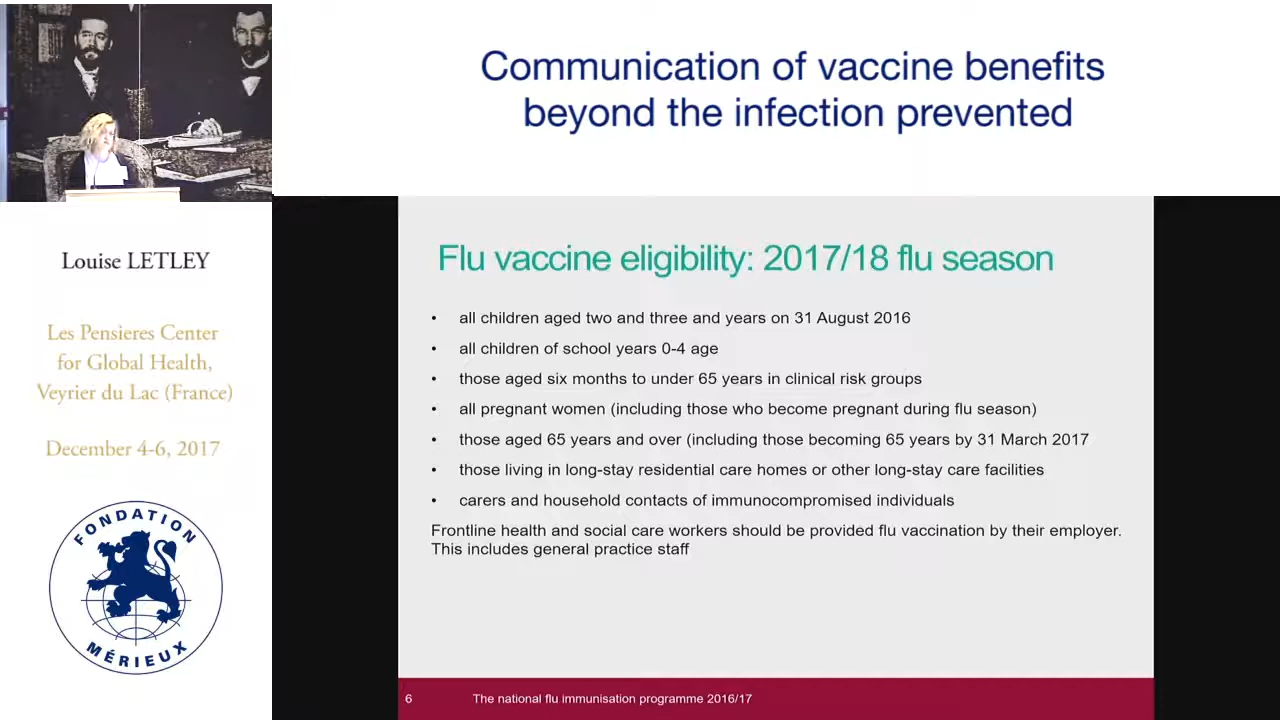 Communication of vaccine benefits
beyond the infection prevented
Louise LETLEY
Les Pensieres Center
for Global Health,
Veyrier du Lac (France)
December 4-6, 2017
FONDATION
MÉRIEUX
Flu vaccine eligibility: 2017/18 flu season
• all children aged two and three and years on 31 August 2016
• all children of school years 0-4 age
• those aged six months to under 65 years in clinical risk groups
• all pregnant women (including those who become pregnant during flu season)
• those aged 65 years and over (including those becoming 65 years by 31 March 2017
• those living in long-stay residential care homes or other long-stay care facilities
• carers and household contacts of immunocompromised individuals
Frontline health and social care workers should be provided flu vaccination by their employer.
This includes general practice staff
6 The national flu immunisation programme 2016/17